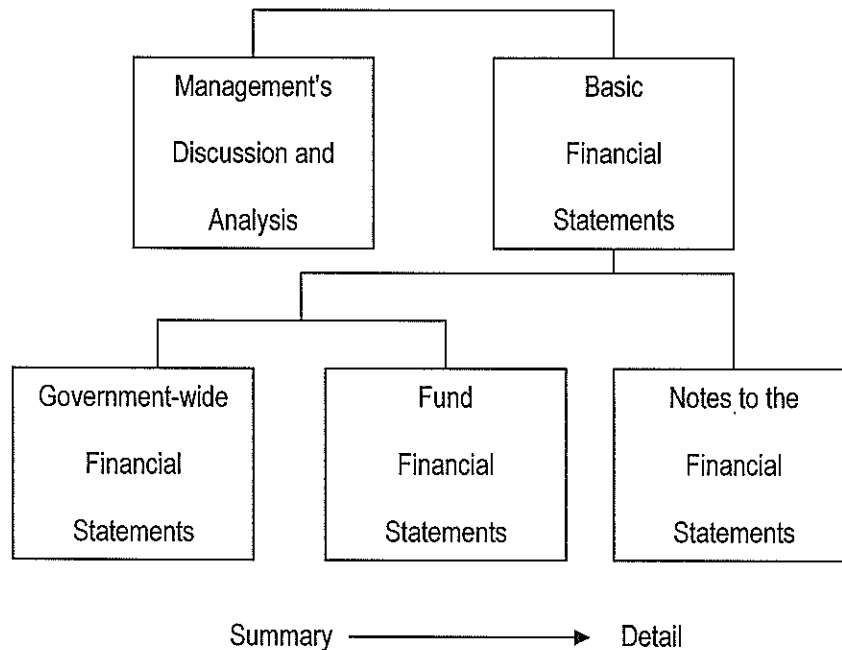 Management's
Discussion and
Analysis
Basic
Financial
Statements
Government-wide
Financial
Statements
Fund
Financial
Statements
Notes to the
Financial
Statements
Summary
Detail